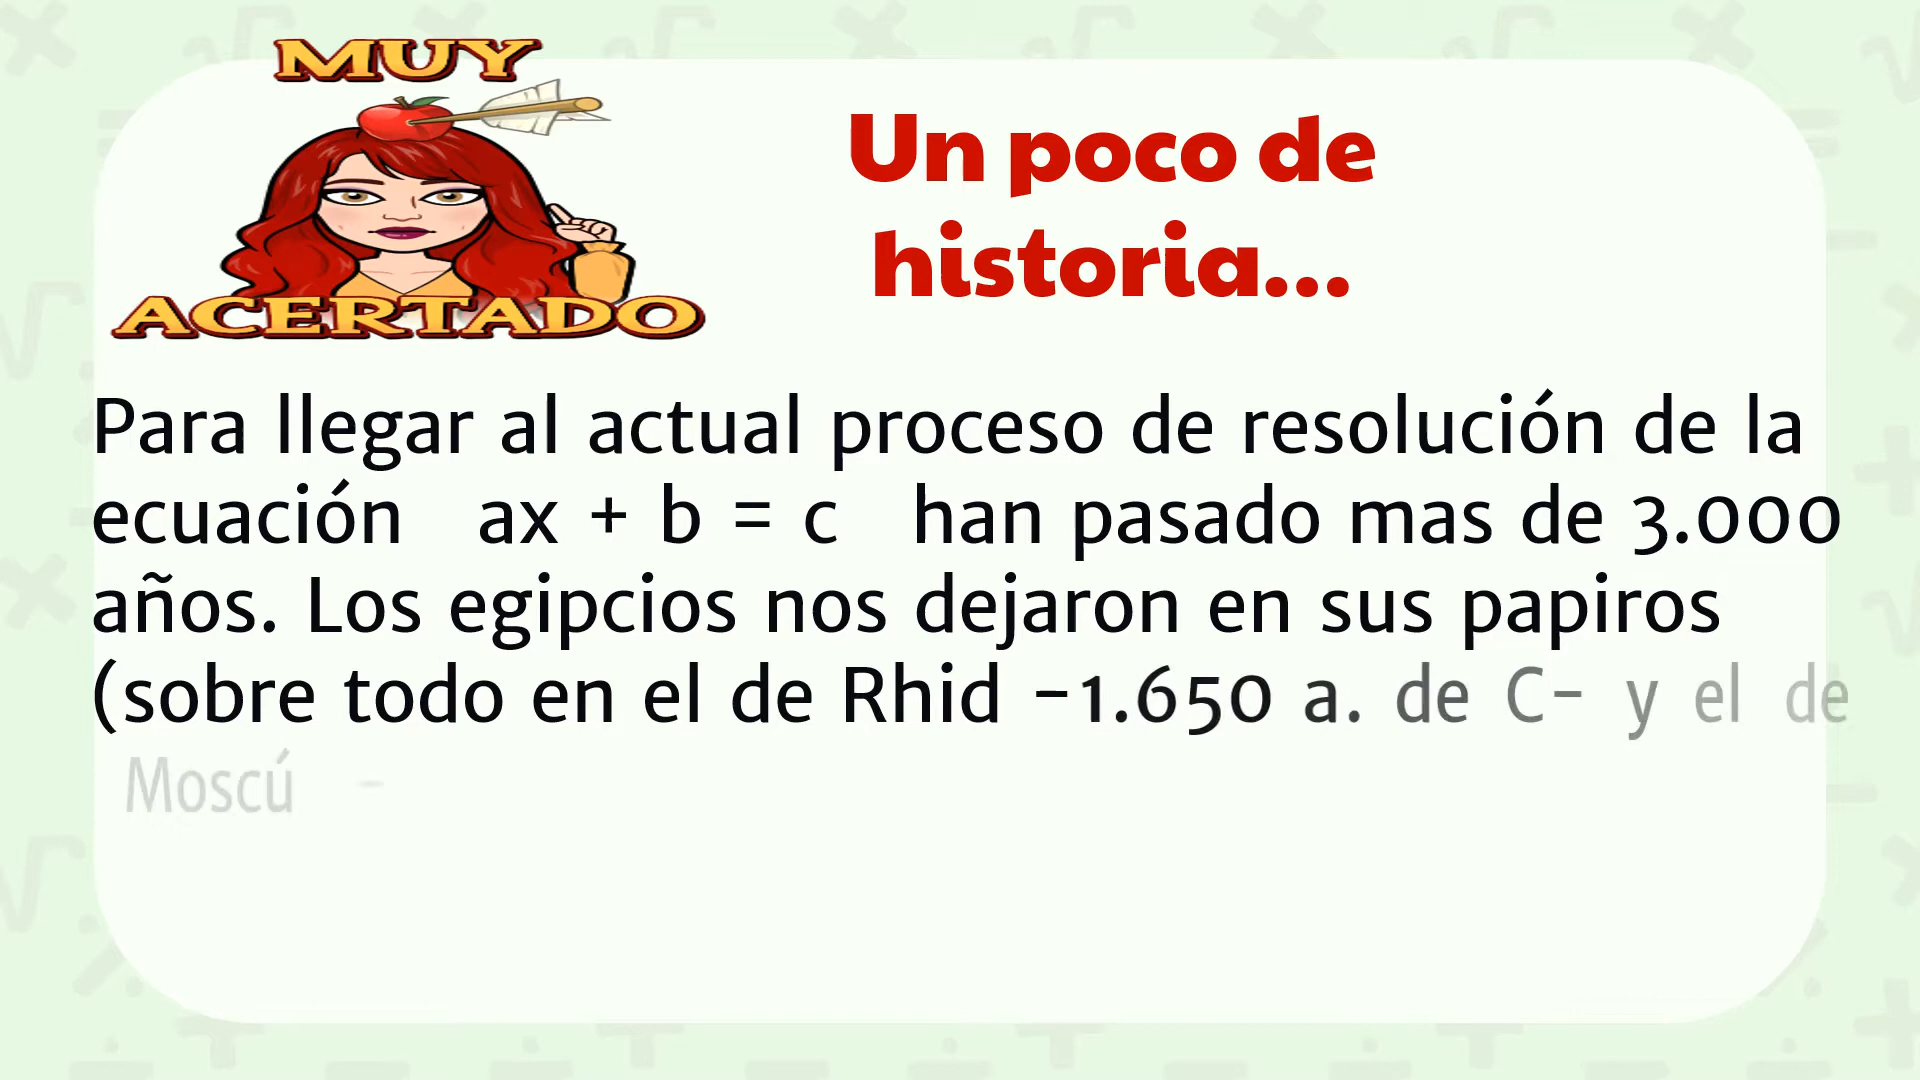 MUY
ACERTADO
Un poco de
historia...
Para llegar al actual proceso de resolución de la
ecuación ax + b = c han pasado mas de 3.000
años. Los egipcios nos dejaron en sus papiros
(sobre todo en el de Rhid -1.650 a. de C- y el de
Moscú -